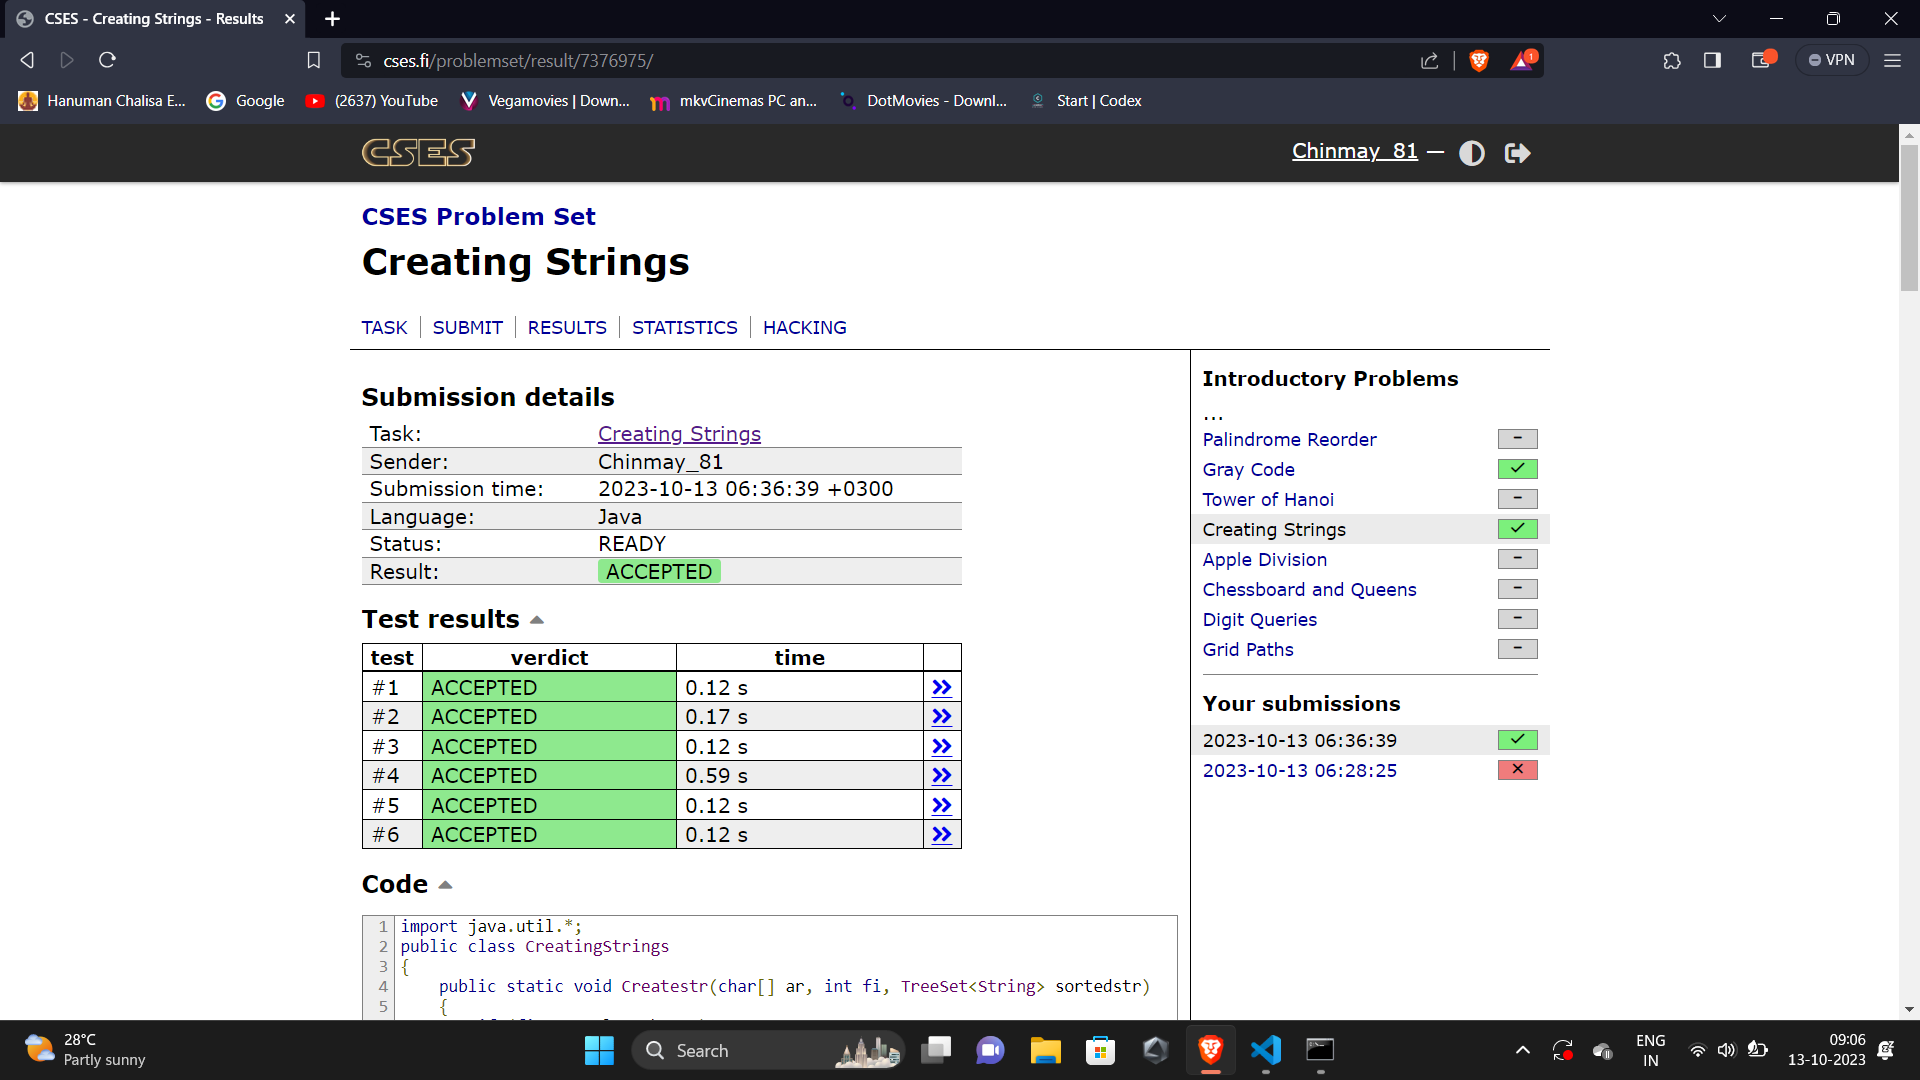 CSES - Creating Strings - Results
cses.fi/problemset/result/7376975/
1
VPN
Hanuman Chalisa E...
Google
(2637) YouTube
Vegamovies | Down...
mkvCinemas PC an...
DotMovies - Downl...
Start | Codex
CSES
Chinmay_81 —
CSES Problem Set
Creating Strings
TASK
SUBMIT
RESULTS
STATISTICS
HACKING
Submission details
Task: Creating Strings
Sender: Chinmay_81
Submission time: 2023-10-13 06:36:39 +0300
Language: Java
Status: READY
Result: ACCEPTED
Test results
test verdict time
#1 ACCEPTED 0.12 s
#2 ACCEPTED 0.17 s
#3 ACCEPTED 0.12 s
#4 ACCEPTED 0.59 s
#5 ACCEPTED 0.12 s
#6 ACCEPTED 0.12 s
Code
1 import java.util.*;
2 public class CreatingStrings
3 {
4 public static void Createstr(char[] ar, int fi, TreeSet<String> sortedstr)
5 {
Introductory Problems
...
Palindrome Reorder -
Gray Code
Tower of Hanoi -
Creating Strings
Apple Division -
Chessboard and Queens -
Digit Queries -
Grid Paths -
Your submissions
2023-10-13 06:36:39
2023-10-13 06:28:25
28°C
Partly sunny
Search
ENG
IN
09:06
13-10-2023